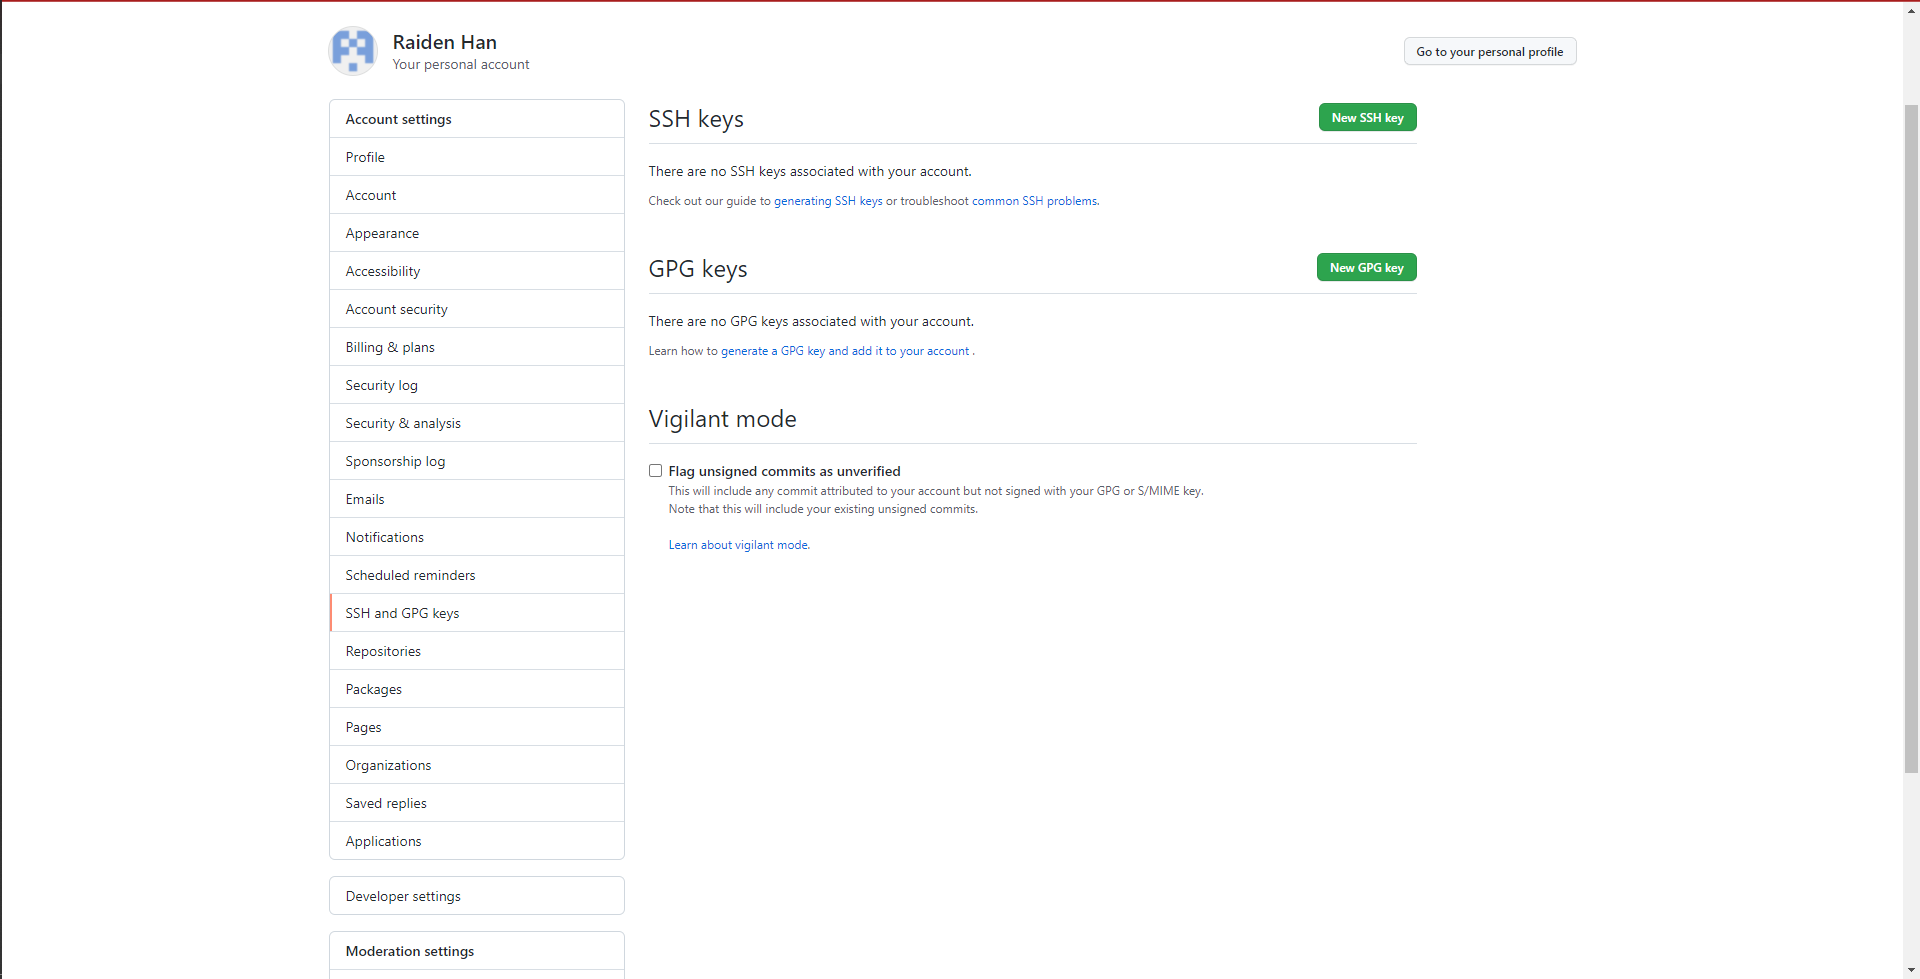 Raiden Han
Your personal account
Go to your personal profile
Account settings
Profile
Account
Appearance
Accessibility
Account security
Billing & plans
Security log
Security & analysis
Sponsorship log
Emails
Notifications
Scheduled reminders
SSH and GPG keys
Repositories
Packages
Pages
Organizations
Saved replies
Applications
Developer settings
Moderation settings
SSH keys
New SSH key
There are no SSH keys associated with your account.
Check out our guide to generating SSH keys or troubleshoot common SSH problems.
GPG keys
New GPG key
There are no GPG keys associated with your account.
Learn how to generate a GPG key and add it to your account .
Vigilant mode
Flag unsigned commits as unverified
This will include any commit attributed to your account but not signed with your GPG or S/MIME key.
Note that this will include your existing unsigned commits.
Learn about vigilant mode.